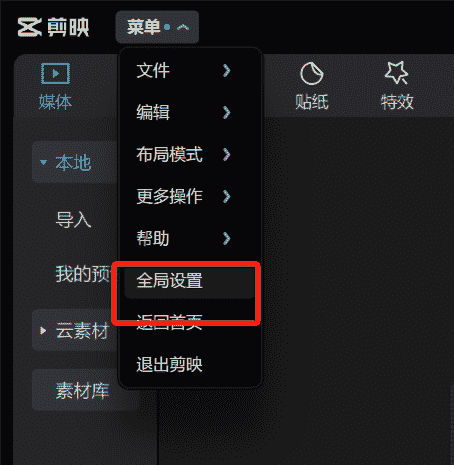 剪映
菜单
媒体
贴纸
特效
文件
编辑
布局模式
更多操作
帮助
全局设置
返回首页
退出剪映
本地
导入
我的预
云素材
素材库